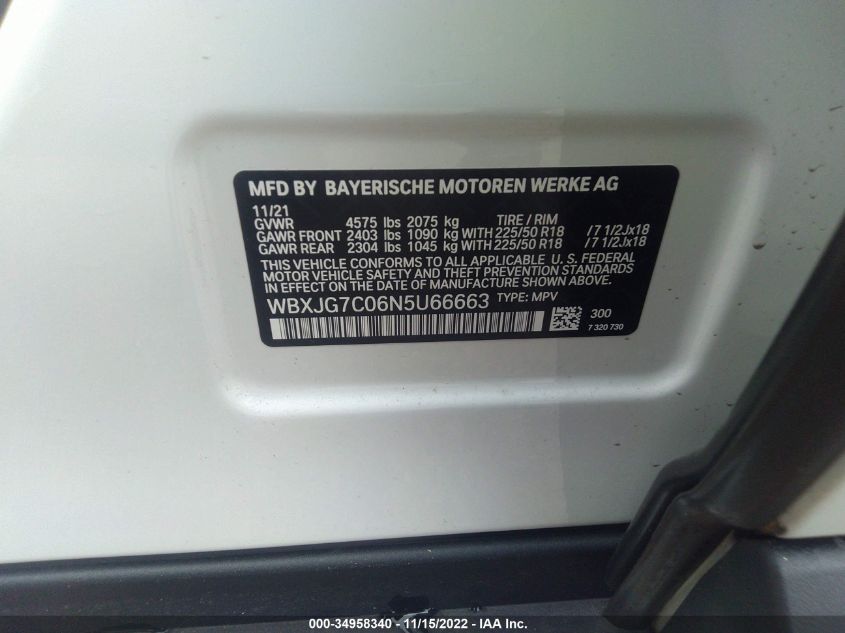 MFD BY BAYERISCHE MOTOREN WERKE AG
11/21
GVWR 4575 lbs 2075 kg TIRE / RIM
GAWR FRONT 2403 lbs 1090 kg WITH 225/50 R18 / 7 1/2Jx18
GAWR REAR 2304 lbs 1045 kg WITH 225/50 R18 / 7 1/2Jx18
THIS VEHICLE CONFORMS TO ALL APPLICABLE U. S. FEDERAL
MOTOR VEHICLE SAFETY AND THEFT PREVENTION STANDARDS
IN EFFECT ON THE DATE OF MANUFACTURE SHOWN ABOVE.
WBXJG7C06N5U66663 TYPE: MPV
300
7 320 730
000-34958340 - 11/15/2022 - IAA Inc.